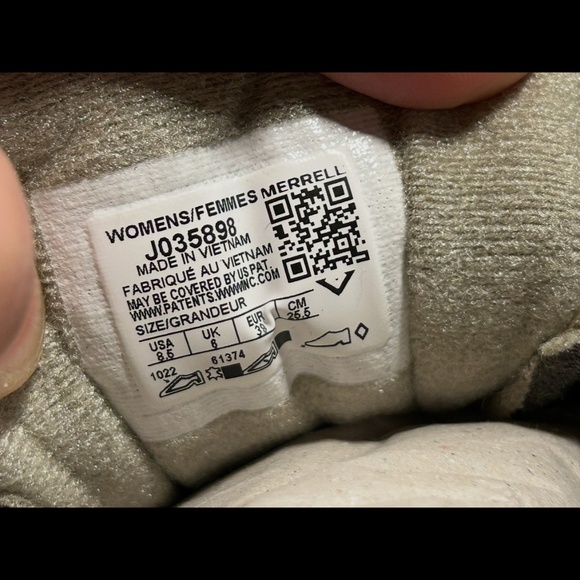 WOMENS/FEMMES MERRELL
J035898
MADE IN VIETNAM
FABRIQUÉ AU VIETNAM
MAY BE COVERED BY US PAT.
WWW.PATENTS.WWWINC.COM
SIZE/GRANDEUR
USA UK EUR CM
8.5 6 39 25.5
1022 61374